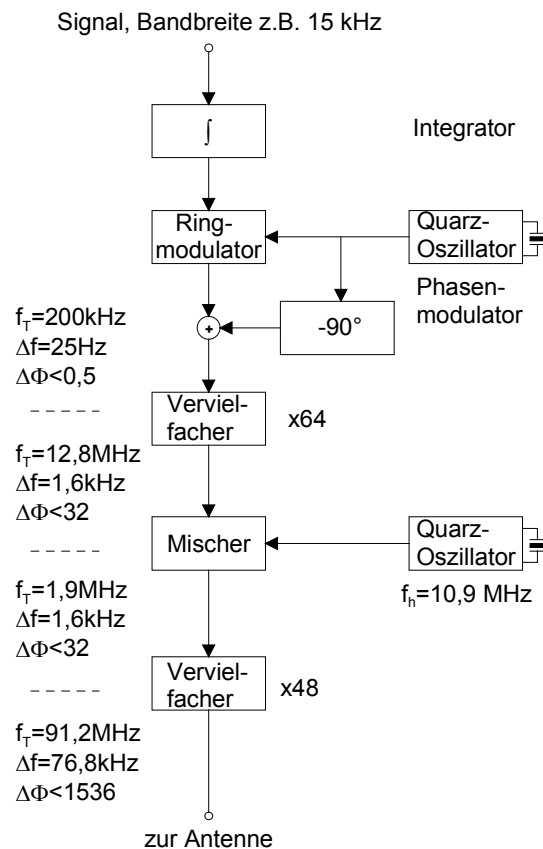 Signal, Bandbreite z.B. 15 kHz
∫
Integrator
Ring-
modulator
Quarz-
Oszillator
Phasen-
modulator
-90°
+
f_T=200kHz
Δf=25Hz
ΔΦ<0,5
Verviel-
facher
x64
f_T=12,8MHz
Δf=1,6kHz
ΔΦ<32
Mischer
Quarz-
Oszillator
f_h=10,9 MHz
f_T=1,9MHz
Δf=1,6kHz
ΔΦ<32
Verviel-
facher
x48
f_T=91,2MHz
Δf=76,8kHz
ΔΦ<1536
zur Antenne